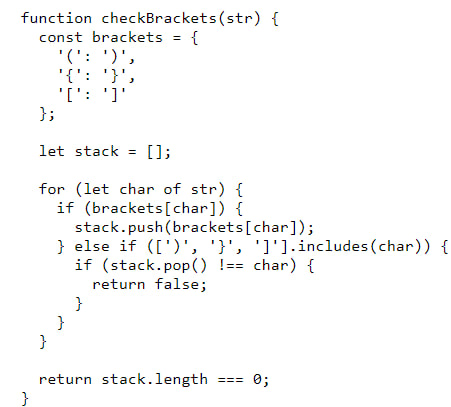 function checkBrackets(str) {
  const brackets = {
    '(': ')',
    '{': '}',
    '[': ']'
  };

  let stack = [];

  for (let char of str) {
    if (brackets[char]) {
      stack.push(brackets[char]);
    } else if ([')', '}', ']'].includes(char)) {
      if (stack.pop() !== char) {
        return false;
      }
    }
  }

  return stack.length === 0;
}